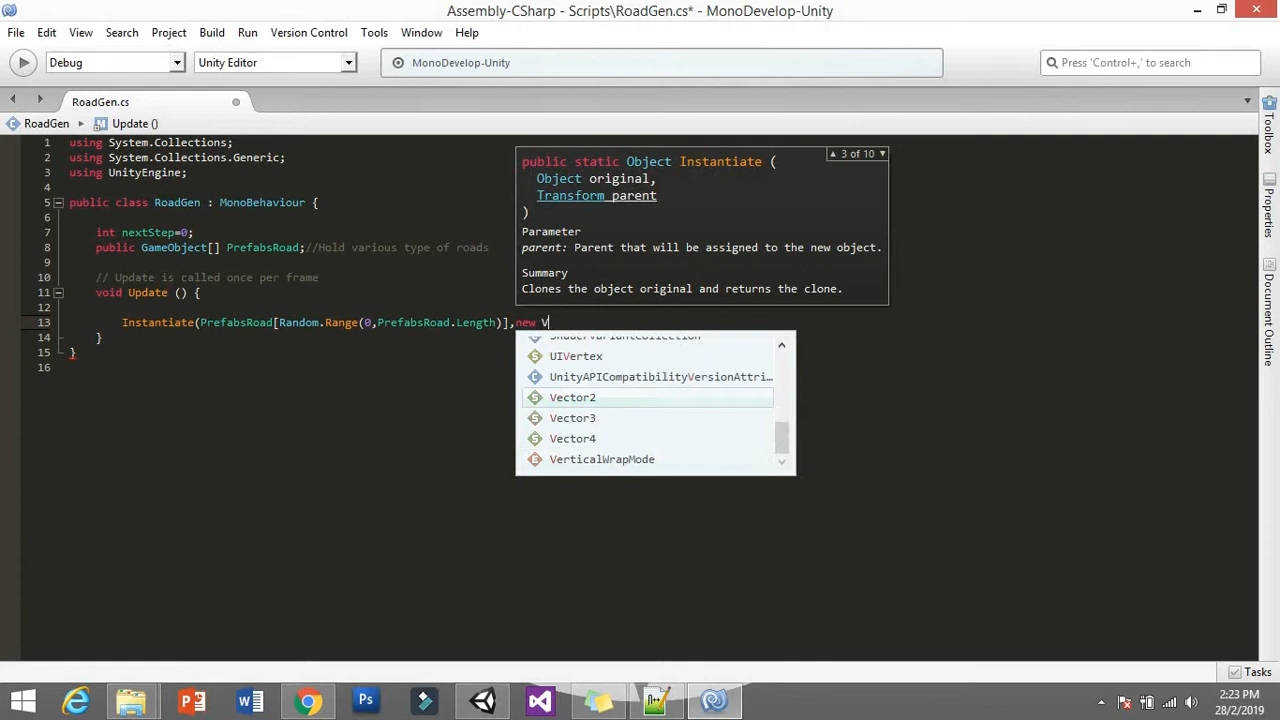 Assembly-CSharp - Scripts\RoadGen.cs* - MonoDevelop-Unity
File Edit View Search Project Build Run Version Control Tools Window Help
Debug Unity Editor MonoDevelop-Unity Press 'Control+,' to search
RoadGen.cs
RoadGen Update ()
1 using System.Collections;
2 using System.Collections.Generic;
3 using UnityEngine;
4
5 public class RoadGen : MonoBehaviour {
6
7 int nextStep=0;
8 public GameObject[] PrefabsRoad;//Hold various type of roads
9
10 // Update is called once per frame
11 void Update () {
12
13 Instantiate(PrefabsRoad[Random.Range(0,PrefabsRoad.Length)],new V
14 }
15 }
16
3 of 10
public static Object Instantiate (
Object original,
Transform parent
)
Parameter
parent: Parent that will be assigned to the new object.
Summary
Clones the object original and returns the clone.
ShaderVariantCollection
UIVertex
UnityAPICompatibilityVersionAttri...
Vector2
Vector3
Vector4
VerticalWrapMode
Toolbox
Properties
Document Outline
Tasks
2:23 PM
28/2/2019